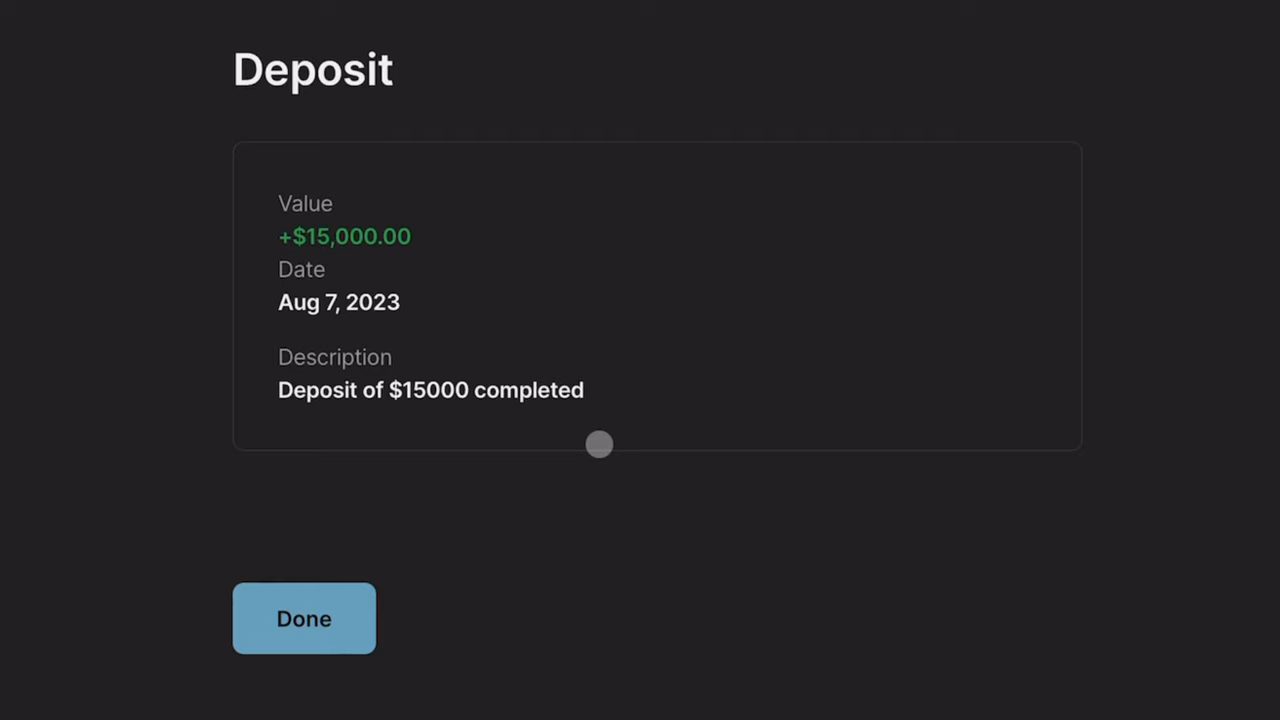 Deposit
Value
+$15,000.00
Date
Aug 7, 2023
Description
Deposit of $15000 completed
Done